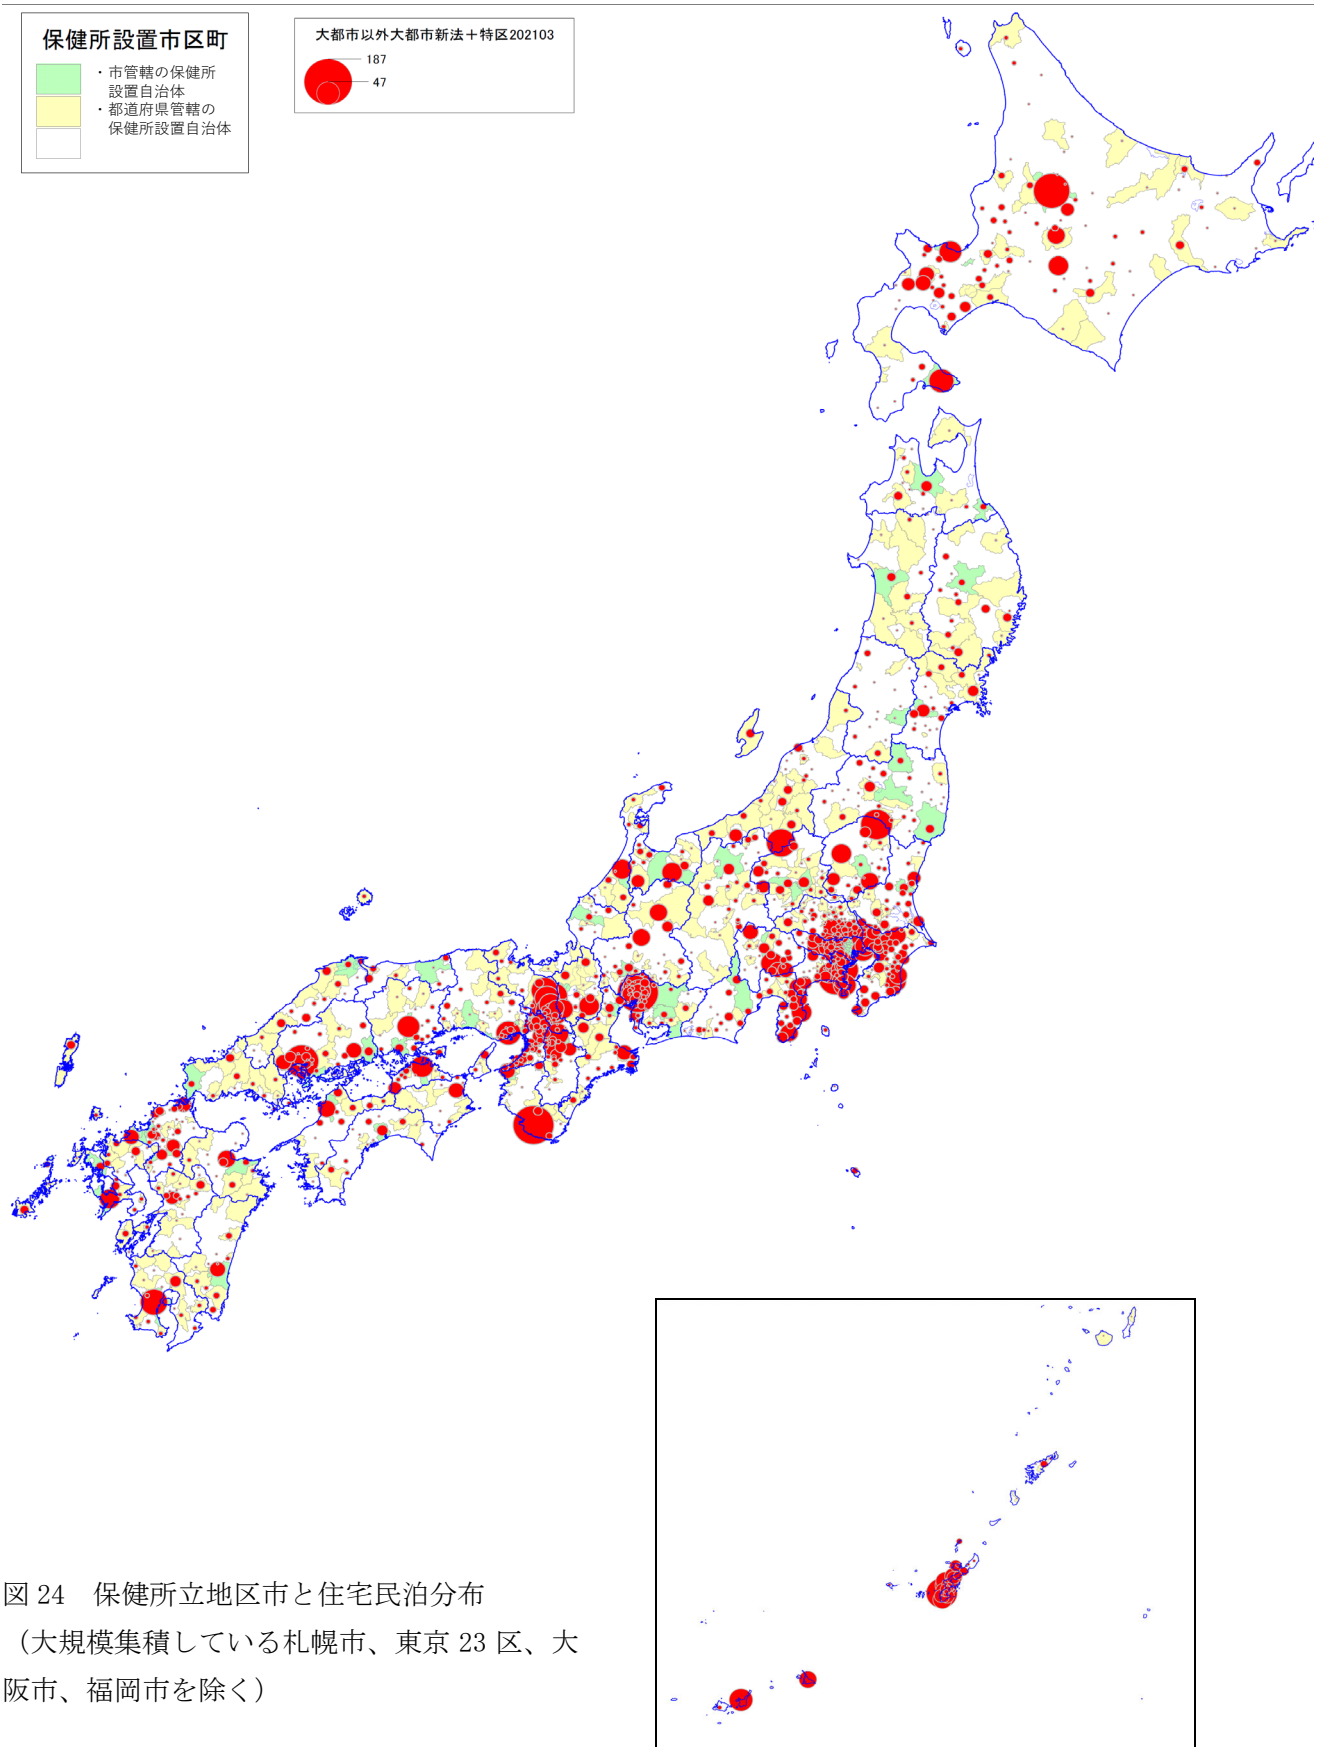 保健所設置市区町
・市管轄の保健所
設置自治体
・都道府県管轄の
保健所設置自治体
大都市以外大都市新法＋特区202103
187
47
図 24　保健所立地区市と住宅民泊分布
（大規模集積している札幌市、東京 23 区、大
阪市、福岡市を除く）